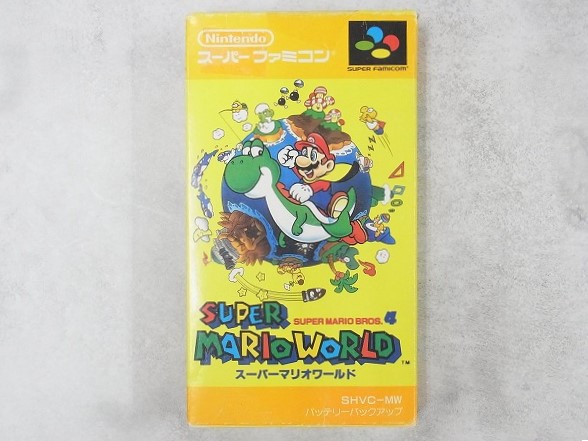 Nintendo
スーパーファミコン®
SUPER FAMICOM
SUPER
SUPER MARIO BROS. 4
MARIO WORLD™
スーパーマリオワールド
SHVC-MW
バッテリーバックアップ